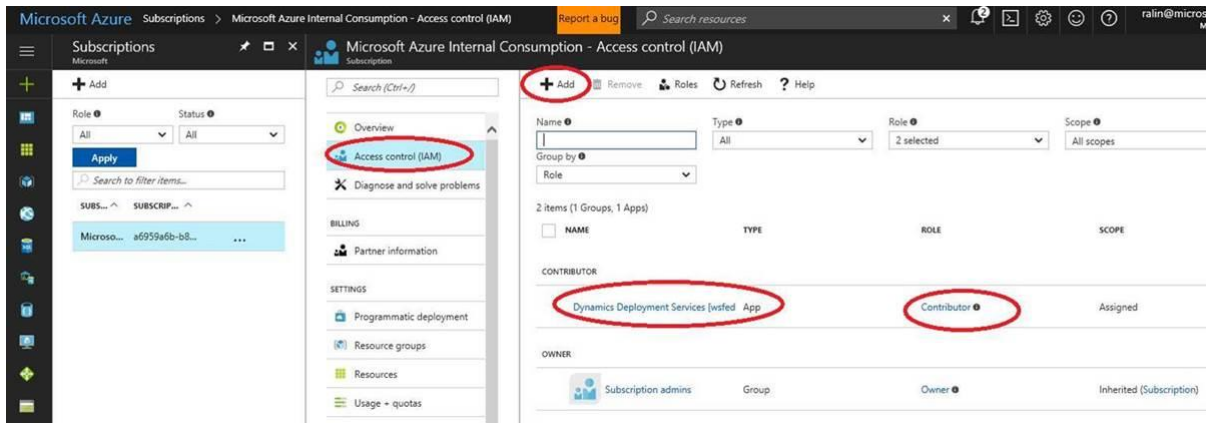 Microsoft Azure Subscriptions > Microsoft Azure Internal Consumption - Access control (IAM)
Report a bug
Search resources
ralin@micros
M
Subscriptions
Microsoft
Add
Role
Status
All
All
Apply
Search to filter items...
SUBS...
SUBSCRIP...
Microso...
a6959a6b-b8...
...
Microsoft Azure Internal Consumption - Access control (IAM)
Subscription
Search (Ctrl+/)
Overview
Access control (IAM)
Diagnose and solve problems
BILLING
Partner information
SETTINGS
Programmatic deployment
Resource groups
Resources
Usage + quotas
Add
Remove
Roles
Refresh
? Help
Name
Type
Role
Scope
All
2 selected
All scopes
Group by
Role
2 items (1 Groups, 1 Apps)
NAME
TYPE
ROLE
SCOPE
CONTRIBUTOR
Dynamics Deployment Services [wsfed
App
Contributor
Assigned
OWNER
Subscription admins
Group
Owner
Inherited (Subscription)